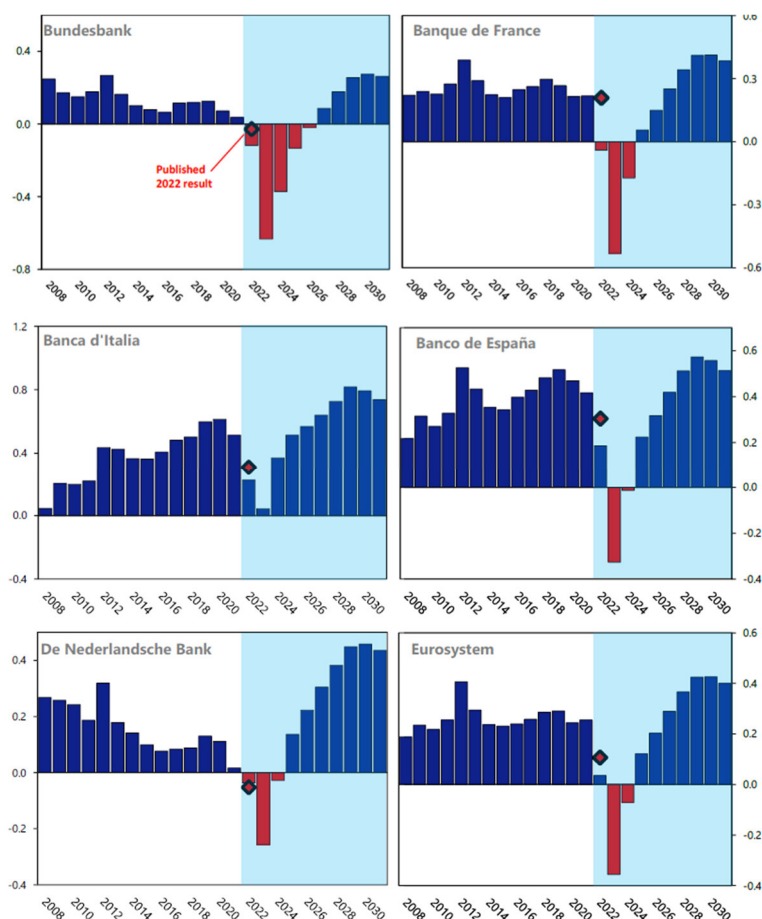 Bundesbank
0.4
0.0
-0.4
-0.8
Published
2022 result
2008 2010 2012 2014 2016 2018 2020 2022 2024 2026 2028 2030
Banque de France
0.6
0.3
0.0
-0.3
-0.6
2008 2010 2012 2014 2016 2018 2020 2022 2024 2026 2028 2030
Banca d'Italia
1.2
0.8
0.4
0.0
-0.4
2008 2010 2012 2014 2016 2018 2020 2022 2024 2026 2028 2030
Banco de España
0.6
0.4
0.2
0.0
-0.2
-0.4
2008 2010 2012 2014 2016 2018 2020 2022 2024 2026 2028 2030
De Nederlandsche Bank
0.4
0.2
0.0
-0.2
-0.4
2008 2010 2012 2014 2016 2018 2020 2022 2024 2026 2028 2030
Eurosystem
0.6
0.4
0.2
0.0
-0.2
-0.4
2008 2010 2012 2014 2016 2018 2020 2022 2024 2026 2028 2030